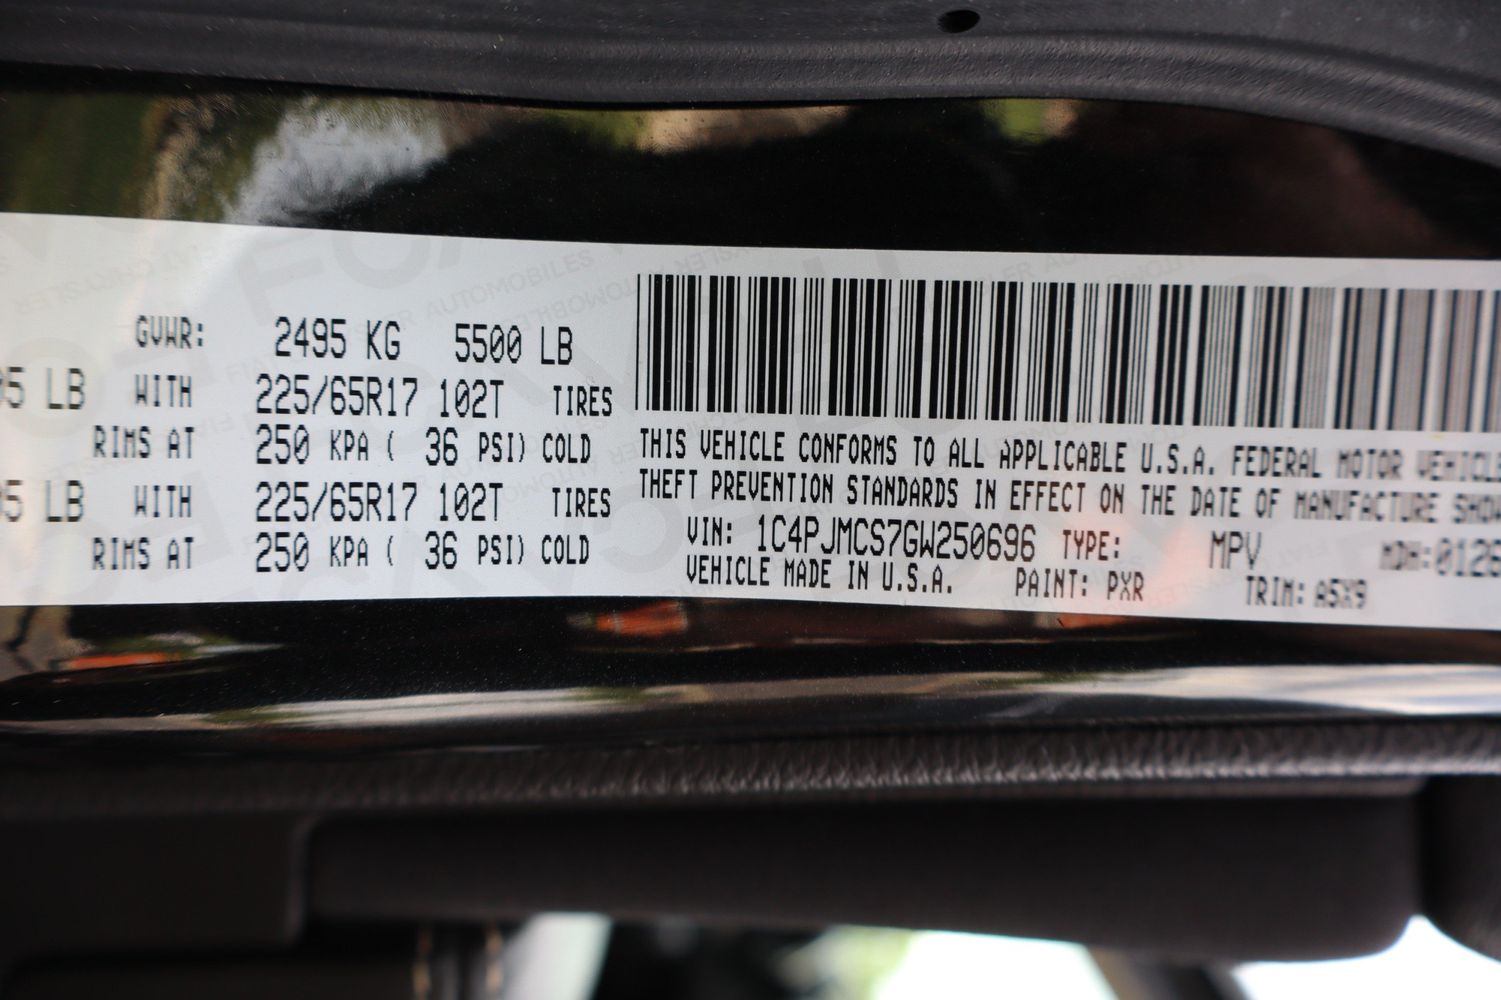 GVWR: 2495 KG 5500 LB
5 LB WITH 225/65R17 102T TIRES
RIMS AT 250 KPA ( 36 PSI) COLD
5 LB WITH 225/65R17 102T TIRES
RIMS AT 250 KPA ( 36 PSI) COLD
THIS VEHICLE CONFORMS TO ALL APPLICABLE U.S.A. FEDERAL MOTOR VEHICLE
THEFT PREVENTION STANDARDS IN EFFECT ON THE DATE OF MANUFACTURE
VIN: 1C4PJMCS7GW250696 TYPE: MPV MDH: 0126
VEHICLE MADE IN U.S.A. PAINT: PXR TRIM: A5X9